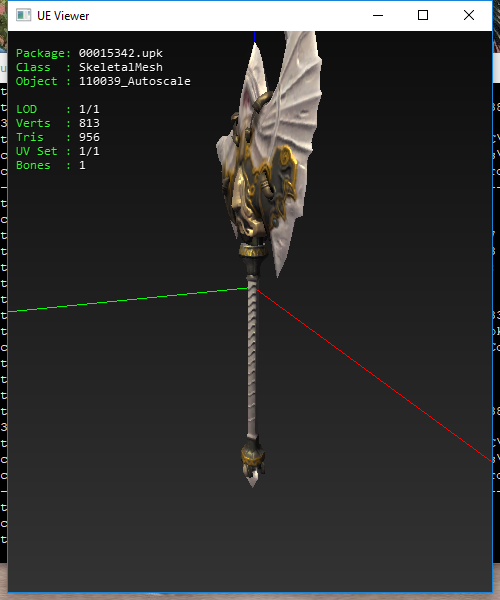 UE Viewer
Package: 00015342.upk
Class  : SkeletalMesh
Object : 110039_Autoscale
LOD    : 1/1
Verts  : 813
Tris   : 956
UV Set : 1/1
Bones  : 1